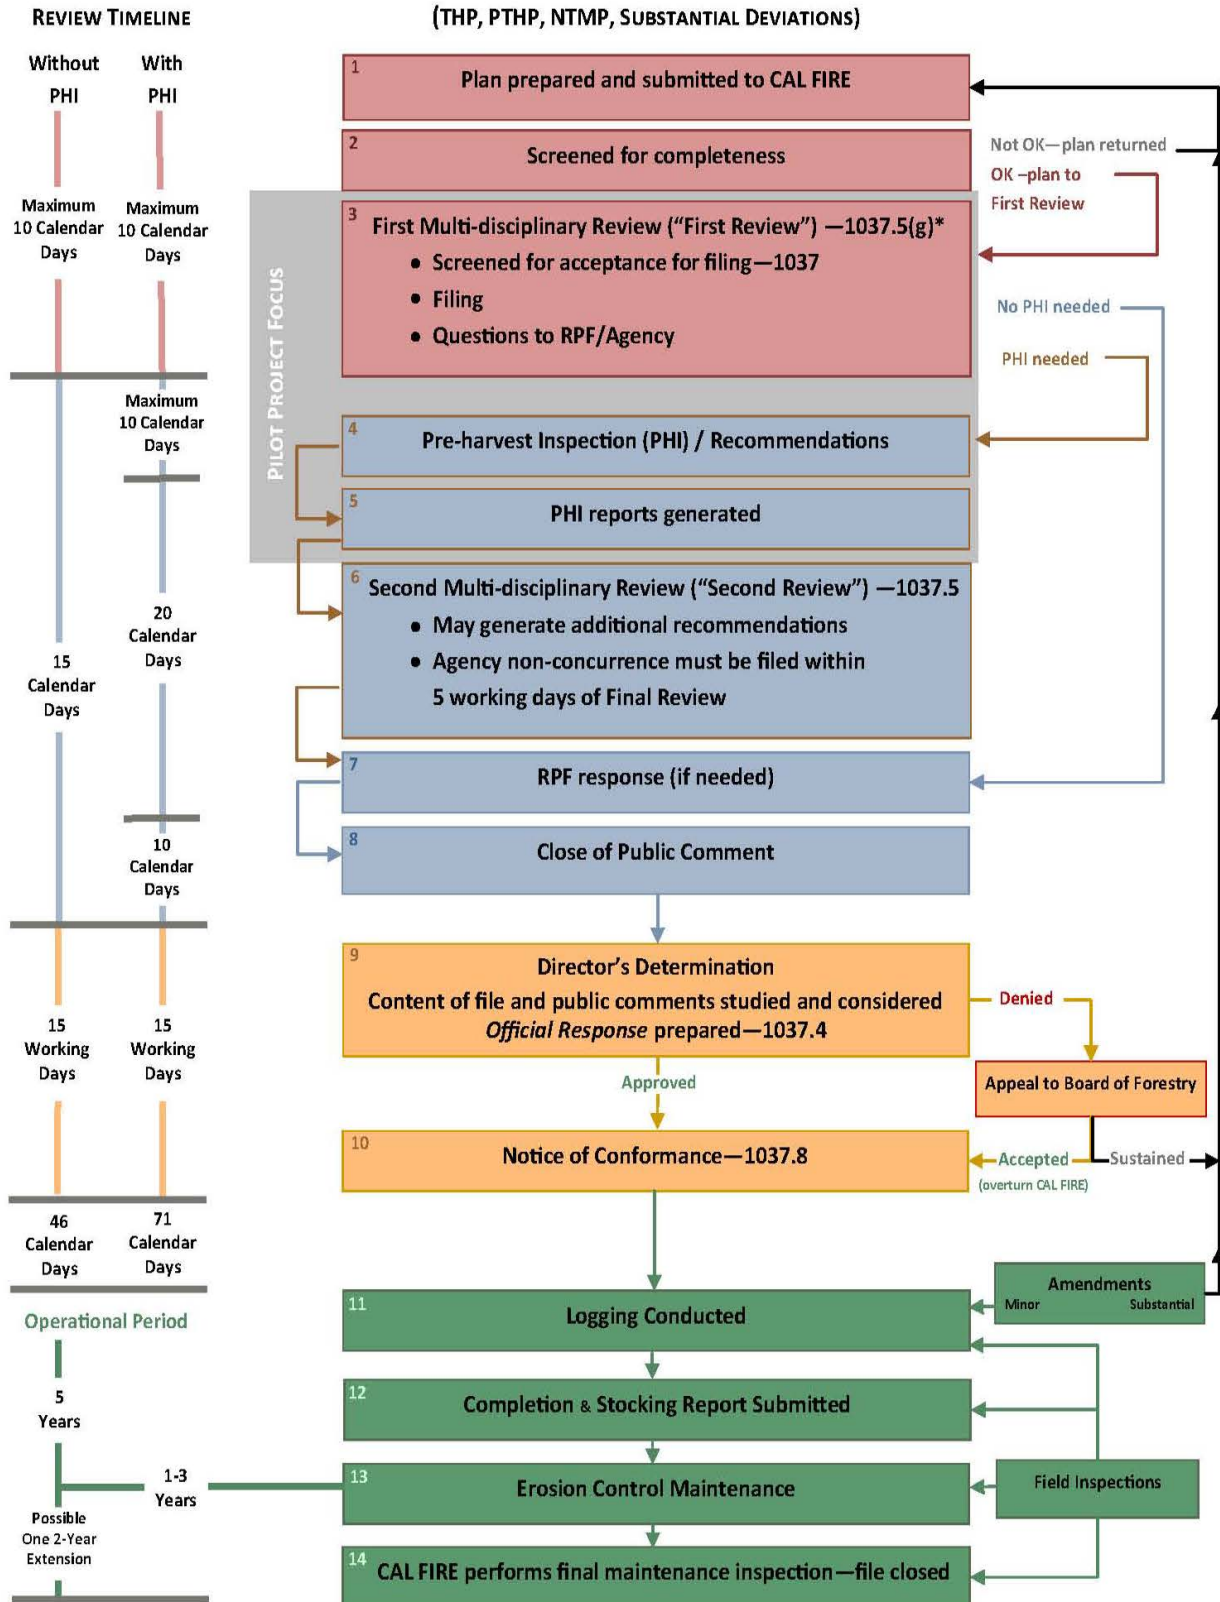 REVIEW TIMELINE
(THP, PTHP, NTMP, SUBSTANTIAL DEVIATIONS)
Without
PHI
With
PHI
Maximum
10 Calendar
Days
Maximum
10 Calendar
Days
Maximum
10 Calendar
Days
20
Calendar
Days
15
Calendar
Days
10
Calendar
Days
15
Working
Days
15
Working
Days
46
Calendar
Days
71
Calendar
Days
Operational Period
5
Years
1-3
Years
Possible
One 2-Year
Extension
PILOT PROJECT FOCUS
1
Plan prepared and submitted to CAL FIRE
2
Screened for completeness
Not OK—plan returned
OK –plan to
First Review
3
First Multi-disciplinary Review (“First Review”) —1037.5(g)*
• Screened for acceptance for filing—1037
• Filing
• Questions to RPF/Agency
No PHI needed
PHI needed
4
Pre-harvest Inspection (PHI) / Recommendations
5
PHI reports generated
6
Second Multi-disciplinary Review (“Second Review”) —1037.5
• May generate additional recommendations
• Agency non-concurrence must be filed within
5 working days of Final Review
7
RPF response (if needed)
8
Close of Public Comment
9
Director’s Determination
Content of file and public comments studied and considered
Official Response prepared—1037.4
Denied
Appeal to Board of Forestry
Approved
Accepted
(overturn CAL FIRE)
Sustained
10
Notice of Conformance—1037.8
Amendments
Minor Substantial
11
Logging Conducted
12
Completion & Stocking Report Submitted
13
Erosion Control Maintenance
Field Inspections
14
CAL FIRE performs final maintenance inspection—file closed